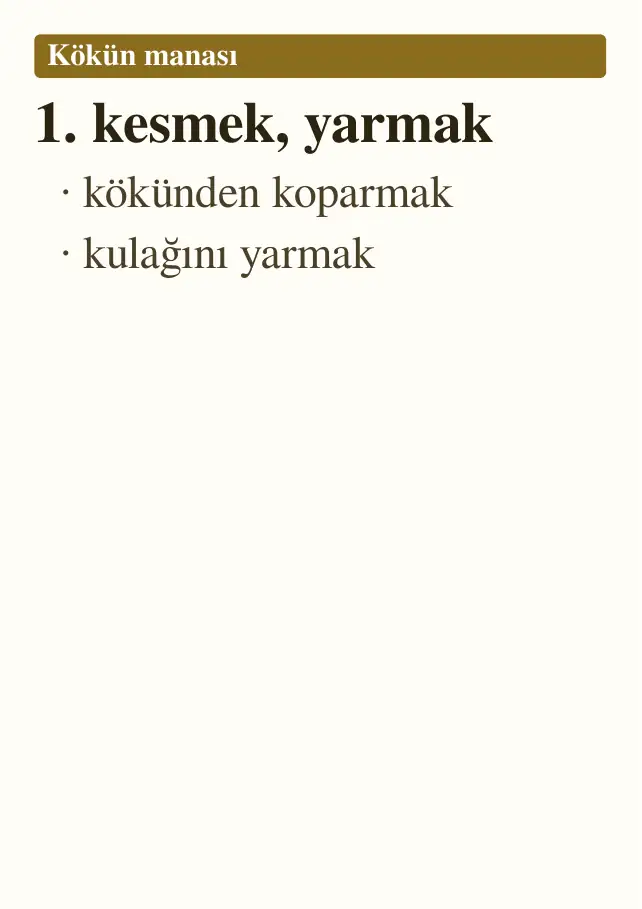 Kökün manası
1. kesmek, yarmak
· kökünden koparmak
· kulağını yarmak